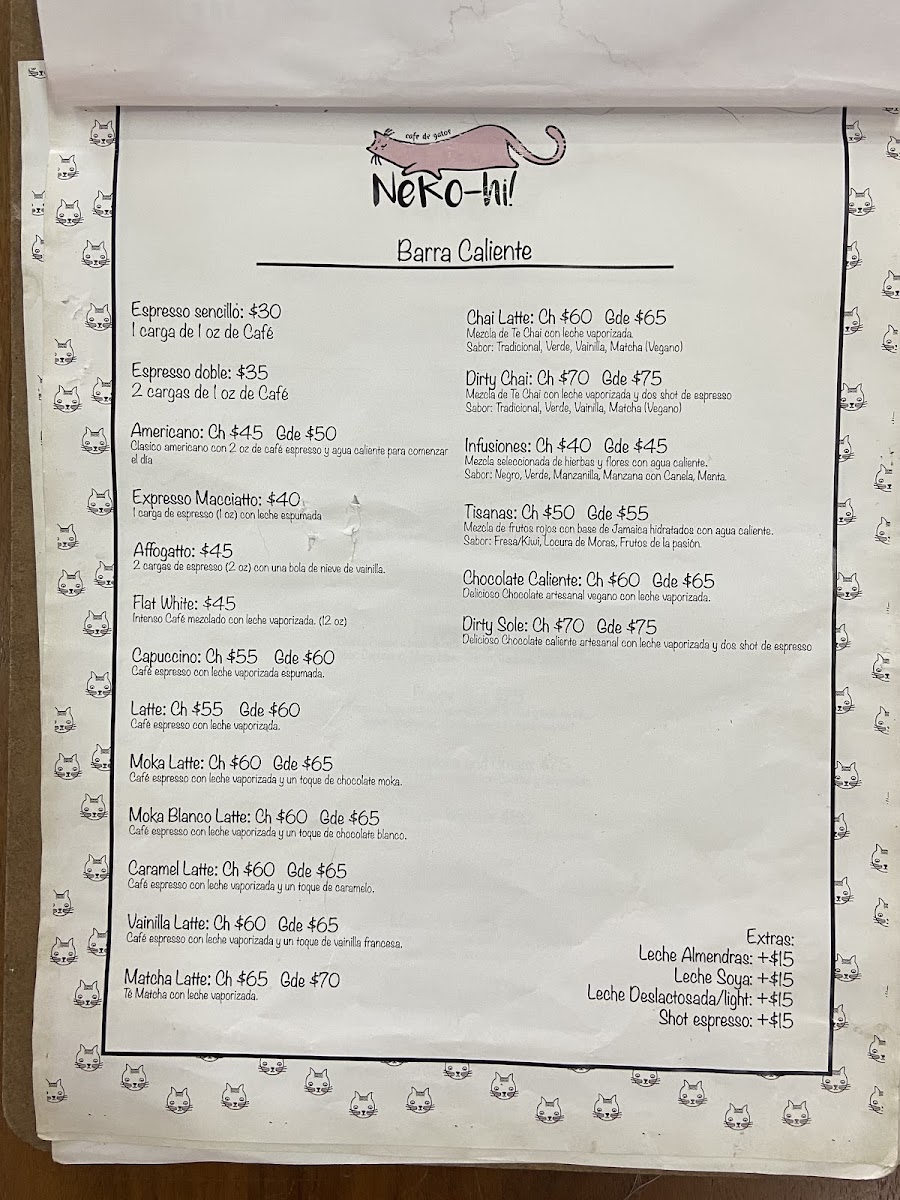 cafe de gatos
Neko-hi!
Barra Caliente
Espresso sencillo: $30
1 carga de 1 oz de Café
Espresso doble: $35
2 cargas de 1 oz de Café
Americano: Ch $45 Gde $50
Clasico americano con 2 oz de café espresso y agua caliente para comenzar
el dia
Expresso Macciatto: $40
1 carga de espresso (1 oz) con leche espumada
Affogatto: $45
2 cargas de espresso (2 oz) con una bola de nieve de vainilla.
Flat White: $45
Intenso Café mezclado con leche vaporizada. (12 oz)
Capuccino: Ch $55 Gde $60
Café espresso con leche vaporizada espumada.
Latte: Ch $55 Gde $60
Café espresso con leche vaporizada.
Moka Latte: Ch $60 Gde $65
Café espresso con leche vaporizada y un toque de chocolate moka.
Moka Blanco Latte: Ch $60 Gde $65
Café espresso con leche vaporizada y un toque de chocolate blanco.
Caramel Latte: Ch $60 Gde $65
Café espresso con leche vaporizada y un toque de caramelo.
Vainilla Latte: Ch $60 Gde $65
Café espresso con leche vaporizada y un toque de vainilla francesa.
Matcha Latte: Ch $65 Gde $70
Té Matcha con leche vaporizada.
Chai Latte: Ch $60 Gde $65
Mezcla de Te Chai con leche vaporizada.
Sabor: Tradicional, Verde, Vainilla, Matcha (Vegano)
Dirty Chai: Ch $70 Gde $75
Mezcla de Te Chai con leche vaporizada y dos shot de espresso
Sabor: Tradicional, Verde, Vainilla, Matcha (Vegano)
Infusiones: Ch $40 Gde $45
Mezcla seleccionada de hierbas y flores con agua caliente.
Sabor: Negro, Verde, Manzanilla, Manzana con Canela, Menta.
Tisanas: Ch $50 Gde $55
Mezcla de frutos rojos con base de Jamaica hidratados con agua caliente.
Sabor: Fresa/Kiwi, Locura de Moras, Frutos de la pasión.
Chocolate Caliente: Ch $60 Gde $65
Delicioso Chocolate artesanal vegano con leche vaporizada.
Dirty Sole: Ch $70 Gde $75
Delicioso Chocolate caliente artesanal con leche vaporizada y dos shot de espresso
Extras:
Leche Almendras: +$15
Leche Soya: +$15
Leche Deslactosada/light: +$15
Shot espresso: +$15